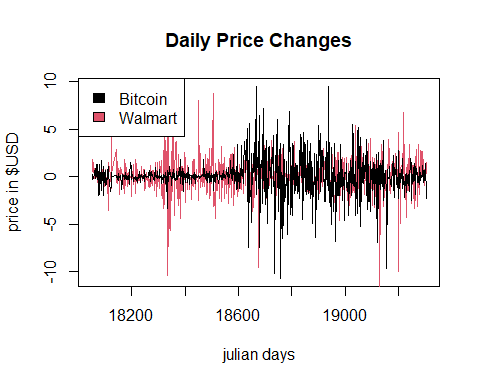 Daily Price Changes
Bitcoin
Walmart
price in $USD
10
5
0
-5
-10
18200
18600
19000
julian days